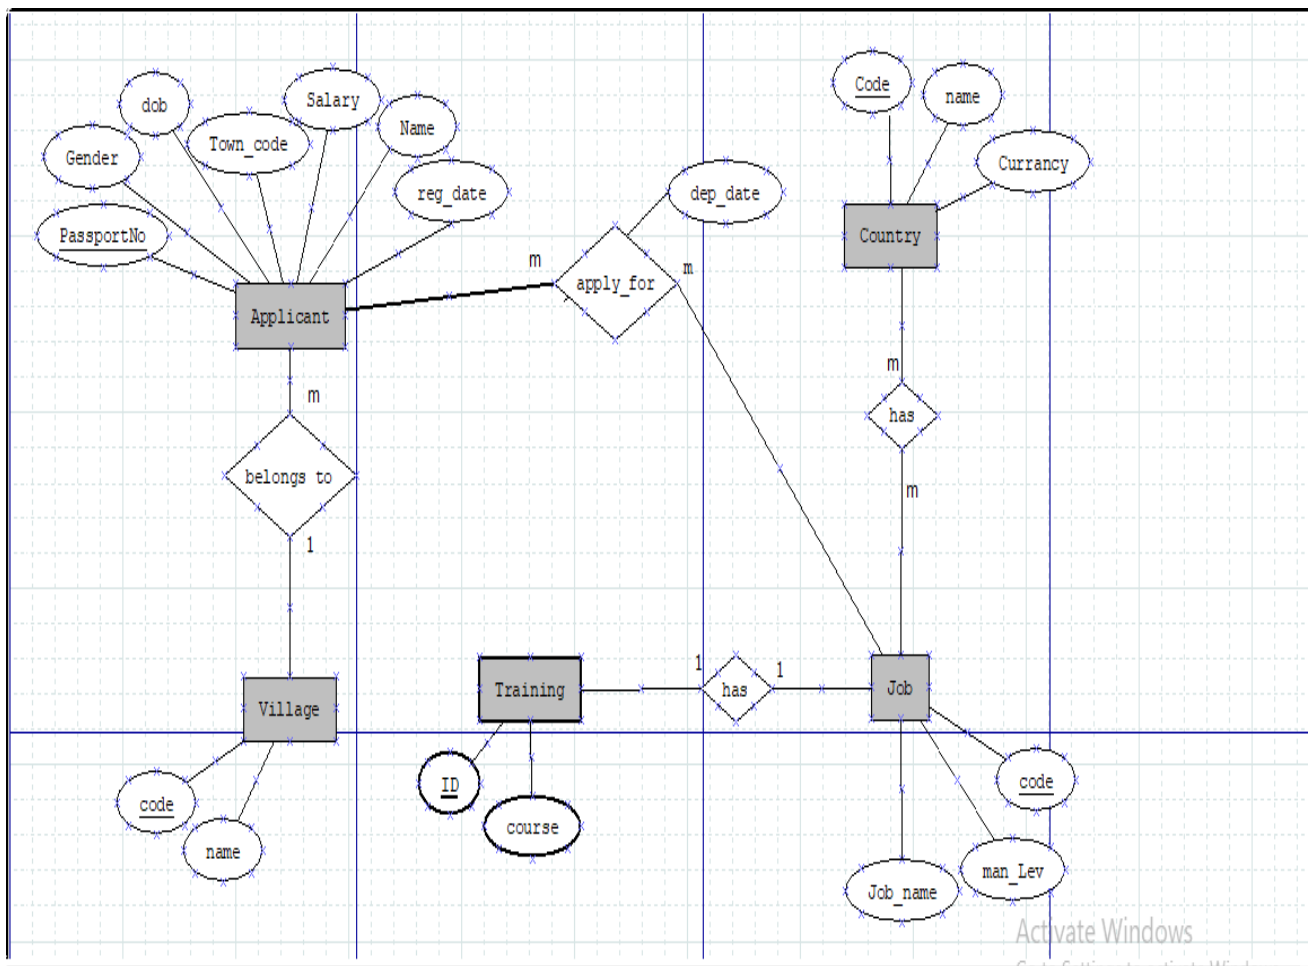 Code
Salary
name
dob
Name
Town_code
Gender
Currancy
reg_date
dep_date
PassportNo
Country
m
m
apply_for
Applicant
m
m
has
belongs to
m
1
1
1
Training
has
Job
Village
ID
code
code
course
name
man_Lev
Job_name
Activate Windows